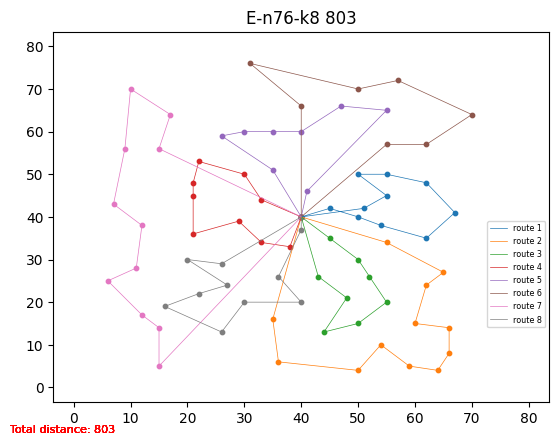 E-n76-k8 803
80
70
60
50
40
30
20
10
0
route 1
route 2
route 3
route 4
route 5
route 6
route 7
route 8
0 10 20 30 40 50 60 70 80
Total distance: 803